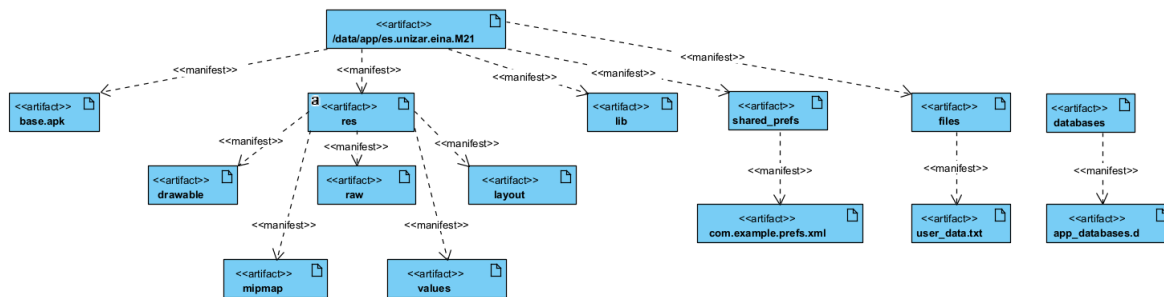 <<artifact>>
/data/app/es.unizar.eina.M21
<<manifest>>
<<manifest>>
<<manifest>>
<<manifest>>
<<manifest>>
<<artifact>>
base.apk
a
<<artifact>>
res
<<artifact>>
lib
<<artifact>>
shared_prefs
<<artifact>>
files
<<artifact>>
databases
<<manifest>>
<<manifest>>
<<manifest>>
<<manifest>>
<<manifest>>
<<manifest>>
<<artifact>>
drawable
<<artifact>>
raw
<<artifact>>
layout
<<manifest>>
<<manifest>>
<<artifact>>
com.example.prefs.xml
<<artifact>>
user_data.txt
<<artifact>>
app_databases.d
<<artifact>>
mipmap
<<artifact>>
values